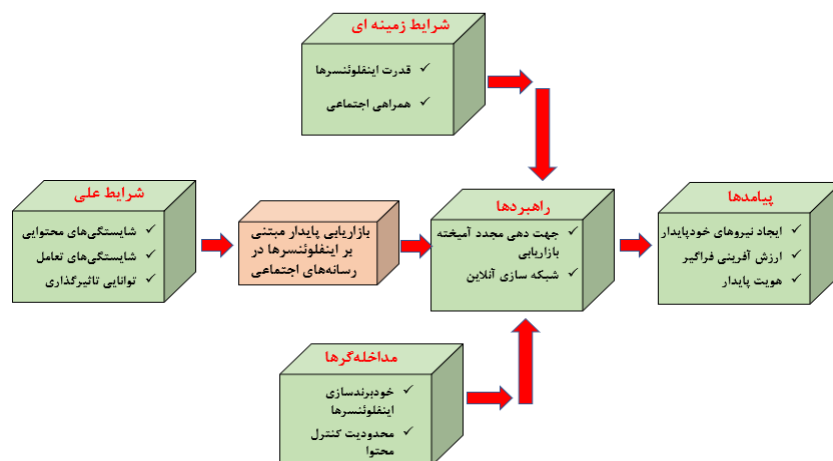 شرایط زمینه ای
قدرت اینفلوئنسرها
همراهی اجتماعی
شرایط علی
شایستگی‌های محتوایی
شایستگی‌های تعامل
توانایی تاثیرگذاری
بازاریابی پایدار مبتنی
بر اینفلوئنسرها در
رسانه‌های اجتماعی
راهبردها
جهت دهی مجدد آمیخته
بازاریابی
شبکه سازی آنلاین
پیامدها
ایجاد نیروهای خودپایدار
ارزش آفرینی فراگیر
هویت پایدار
مداخله‌گرها
خودبرندسازی
اینفلوئنسرها
محدودیت کنترل
محتوا